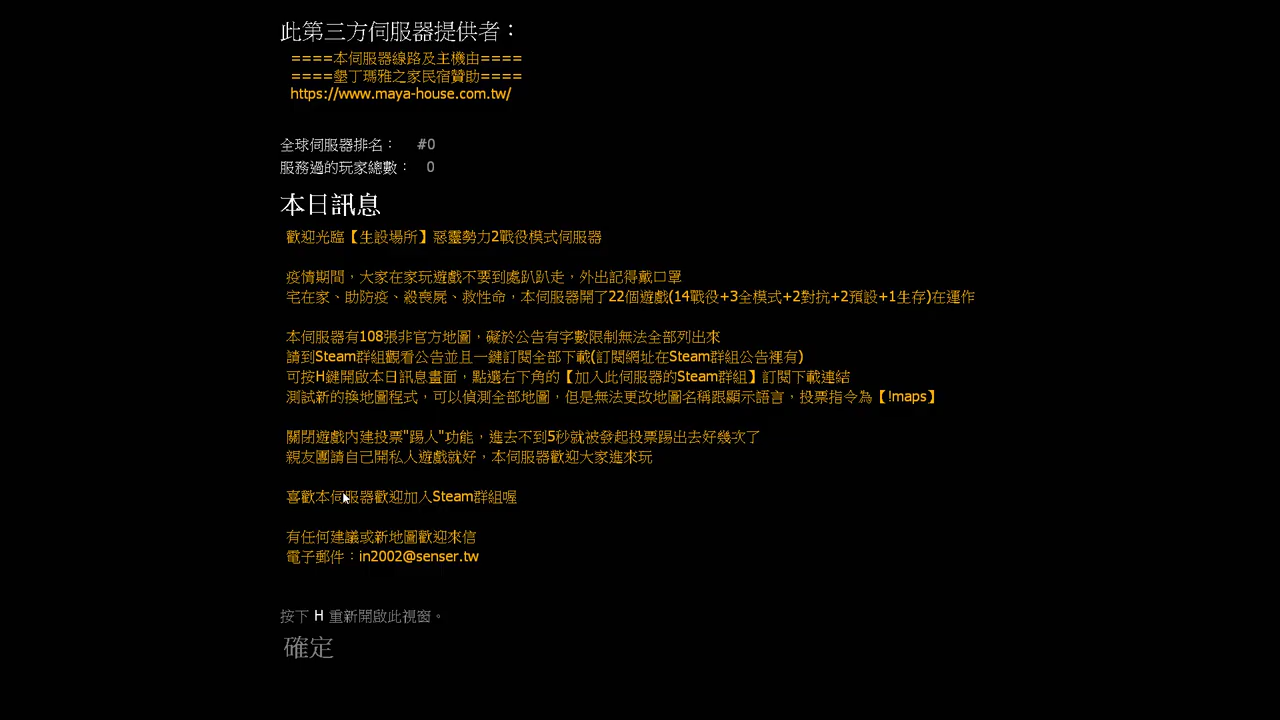 此第三方伺服器提供者：
====本伺服器線路及主機由====
====墾丁瑪雅之家民宿贊助====
https://www.maya-house.com.tw/
全球伺服器排名： #0
服務過的玩家總數： 0
本日訊息
歡迎光臨【生設場所】惡靈勢力2戰役模式伺服器
疫情期間，大家在家玩遊戲不要到處趴趴走，外出記得戴口罩
宅在家、助防疫、殺喪屍、救性命，本伺服器開了22個遊戲(14戰役+3全模式+2對抗+2預設+1生存)在運作
本伺服器有108張非官方地圖，礙於公告有字數限制無法全部列出來
請到Steam群組觀看公告並且一鍵訂閱全部下載(訂閱網址在Steam群組公告裡有)
可按H鍵開啟本日訊息畫面，點選右下角的【加入此伺服器的Steam群組】訂閱下載連結
測試新的換地圖程式，可以偵測全部地圖，但是無法更改地圖名稱跟顯示語言，投票指令為【!maps】
關閉遊戲內建投票"踢人"功能，進去不到5秒就被發起投票踢出去好幾次了
親友團請自己開私人遊戲就好，本伺服器歡迎大家進來玩
喜歡本伺服器歡迎加入Steam群組喔
有任何建議或新地圖歡迎來信
電子郵件：in2002@senser.tw
按下 H 重新開啟此視窗。
確定